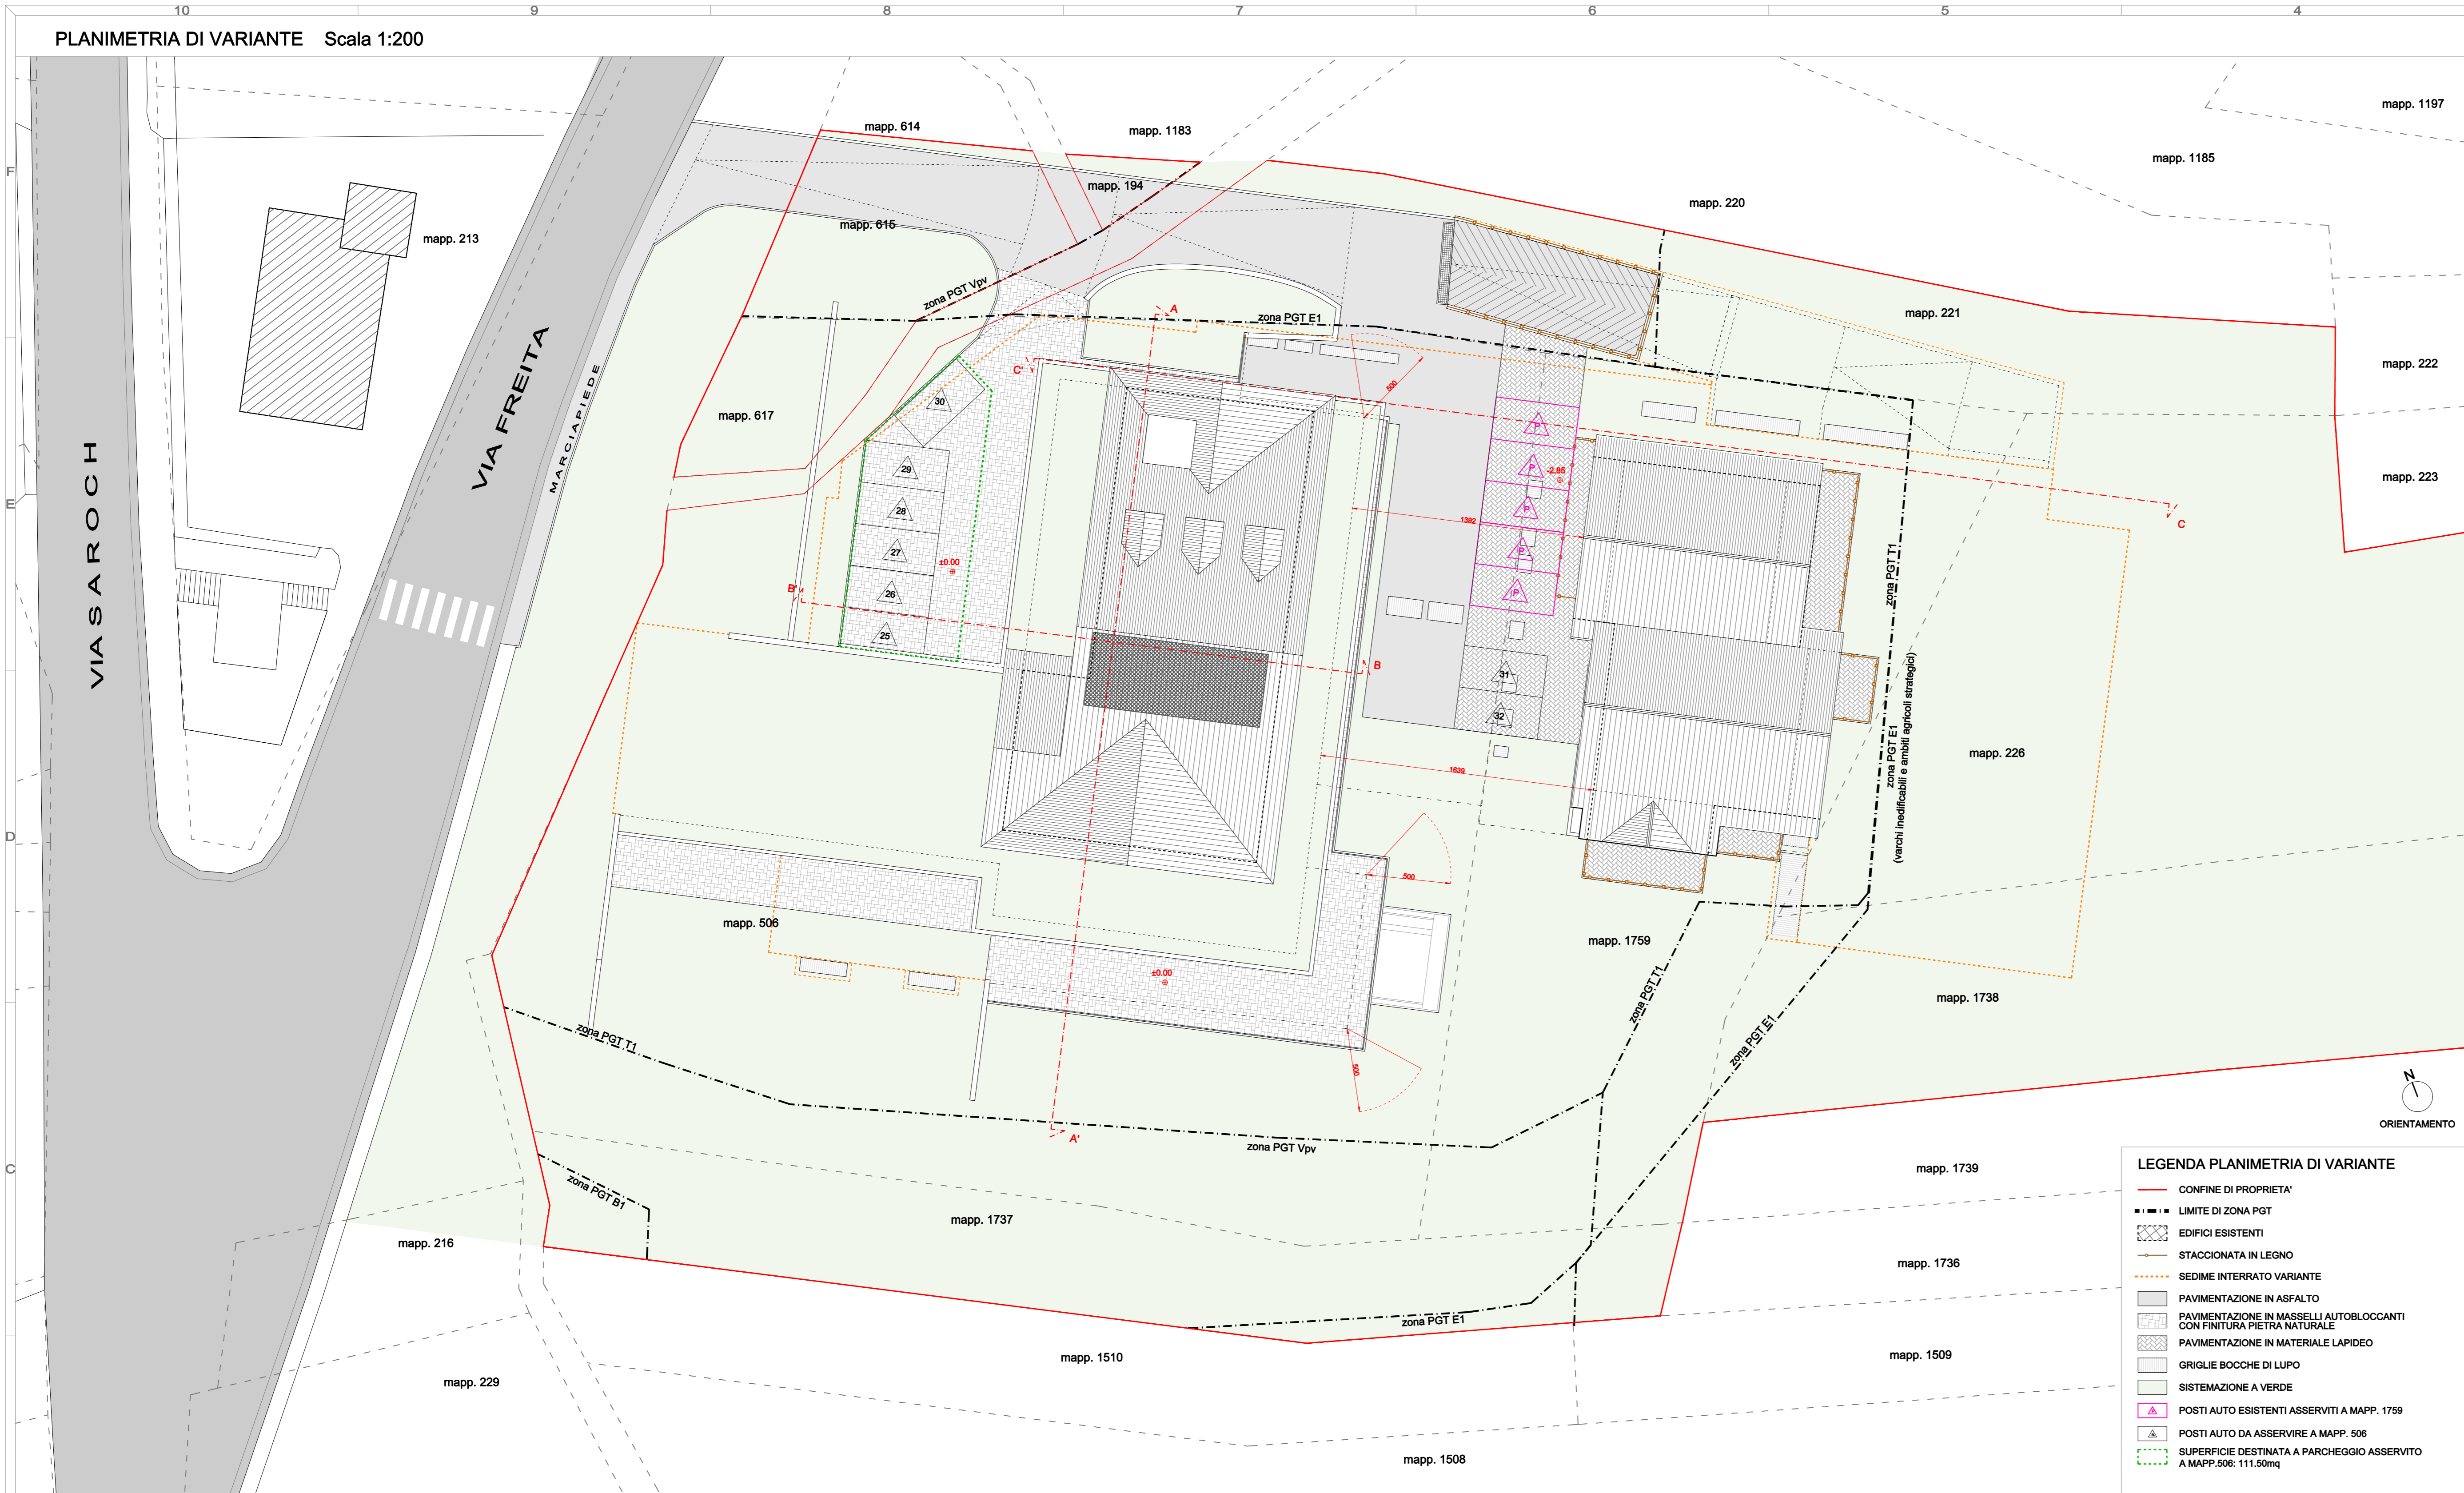 10
9
8
7
6
5
4
PLANIMETRIA DI VARIANTE Scala 1:200
F
E
D
C
mapp. 1197
mapp. 614
mapp. 1183
mapp. 1185
mapp. 194
mapp. 220
mapp. 615
mapp. 213
zona PGT Vpv
A
zona PGT E1
mapp. 221
C'
500
mapp. 222
VIA FREITA
MARCIAPIEDE
mapp. 617
30
P
29
P
-2.85
mapp. 223
VIA SAROCH
28
P
1392
C
27
P
±0.00
zona PGT T1
B'
26
P
25
B
31
32
zona PGT E1
(varchi inedificabili e ambiti agricoli strategici)
mapp. 226
1639
500
mapp. 506
mapp. 1759
±0.00
zona PGT T1
mapp. 1738
zona PGT T1
zona PGT E1
500
N
ORIENTAMENTO
A'
zona PGT Vpv
zona PGT B1
mapp. 1739
mapp. 1737
mapp. 216
mapp. 1736
zona PGT E1
mapp. 1510
mapp. 1509
mapp. 229
mapp. 1508
LEGENDA PLANIMETRIA DI VARIANTE
CONFINE DI PROPRIETA'
LIMITE DI ZONA PGT
EDIFICI ESISTENTI
STACCIONATA IN LEGNO
SEDIME INTERRATO VARIANTE
PAVIMENTAZIONE IN ASFALTO
PAVIMENTAZIONE IN MASSELLI AUTOBLOCCANTI
CON FINITURA PIETRA NATURALE
PAVIMENTAZIONE IN MATERIALE LAPIDEO
GRIGLIE BOCCHE DI LUPO
SISTEMAZIONE A VERDE
POSTI AUTO ESISTENTI ASSERVITI A MAPP. 1759
POSTI AUTO DA ASSERVIRE A MAPP. 506
SUPERFICIE DESTINATA A PARCHEGGIO ASSERVITO
A MAPP.506: 111.50mq